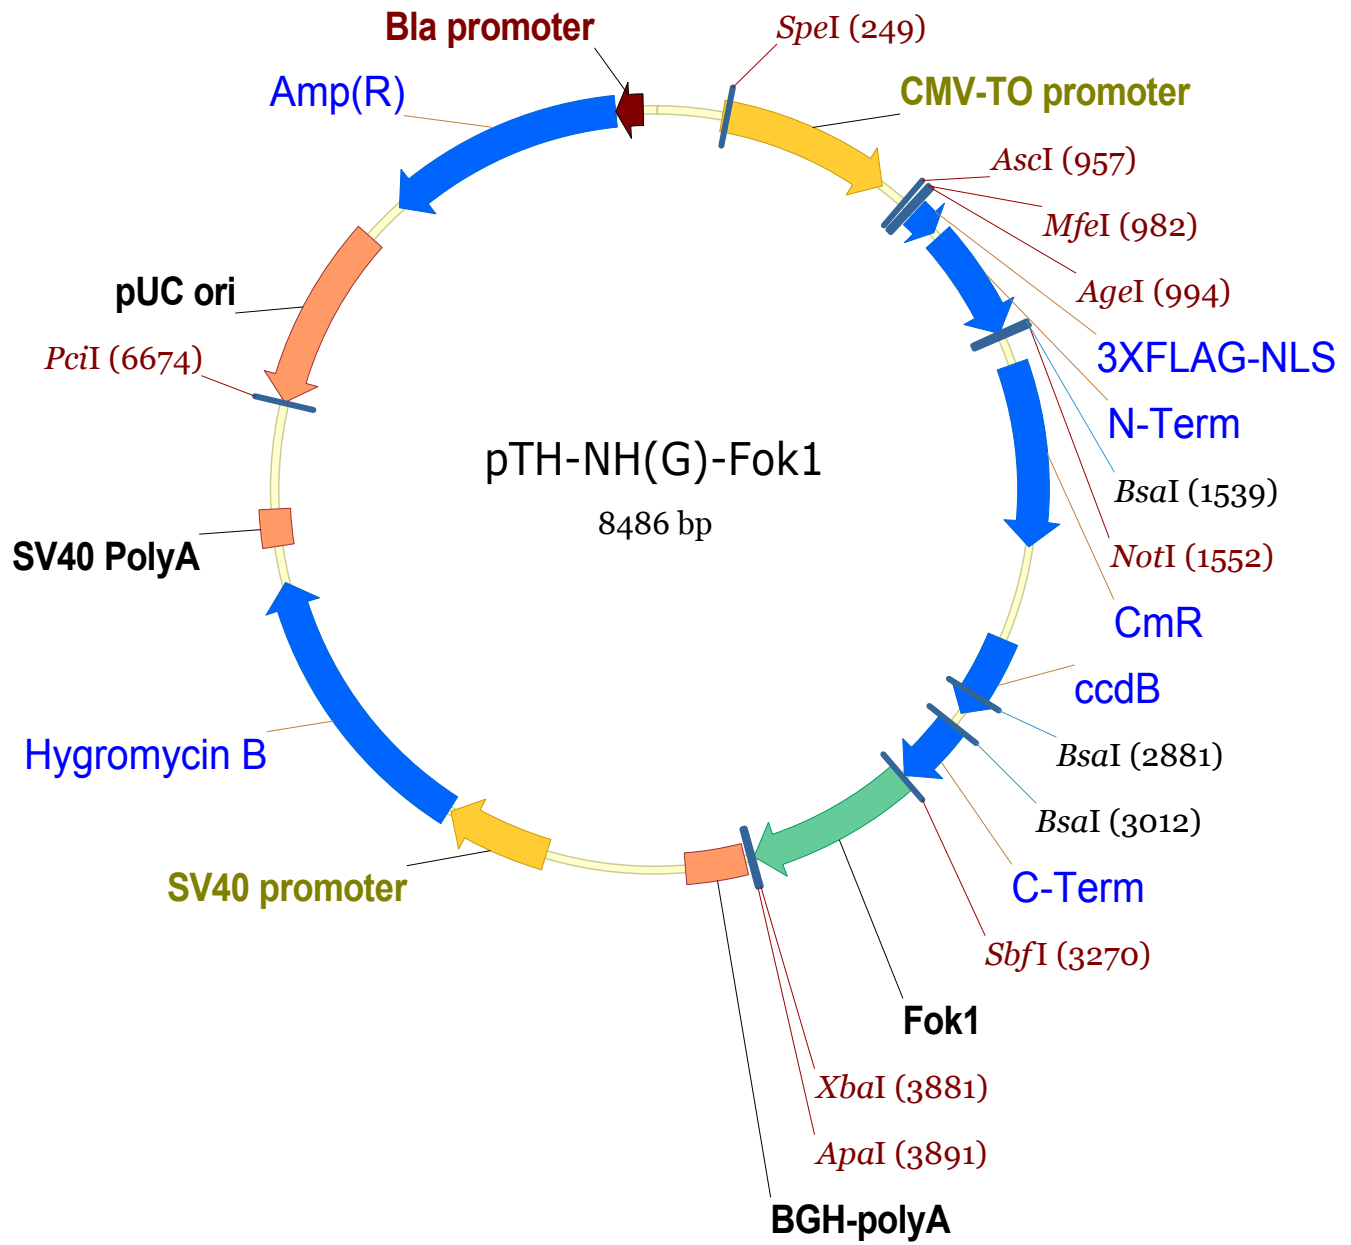 Bla promoter
SpeI (249)
Amp(R)
CMV-TO promoter
AscI (957)
MfeI (982)
pUC ori
AgeI (994)
PciI (6674)
3XFLAG-NLS
N-Term
pTH-NH(G)-Fok1
BsaI (1539)
8486 bp
SV40 PolyA
NotI (1552)
CmR
ccdB
Hygromycin B
BsaI (2881)
BsaI (3012)
SV40 promoter
C-Term
SbfI (3270)
Fok1
XbaI (3881)
ApaI (3891)
BGH-polyA